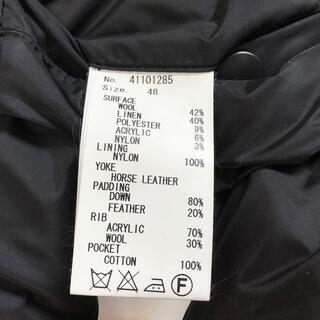 No. 41101285
Size. 48
SURFACE
WOOL 42%
LINEN 40%
POLYESTER 9%
ACRYLIC 6%
NYLON 3%
LINING
NYLON 100%
YOKE
HORSE LEATHER
PADDING
DOWN 80%
FEATHER 20%
RIB
ACRYLIC 70%
WOOL 30%
POCKET
COTTON 100%
F